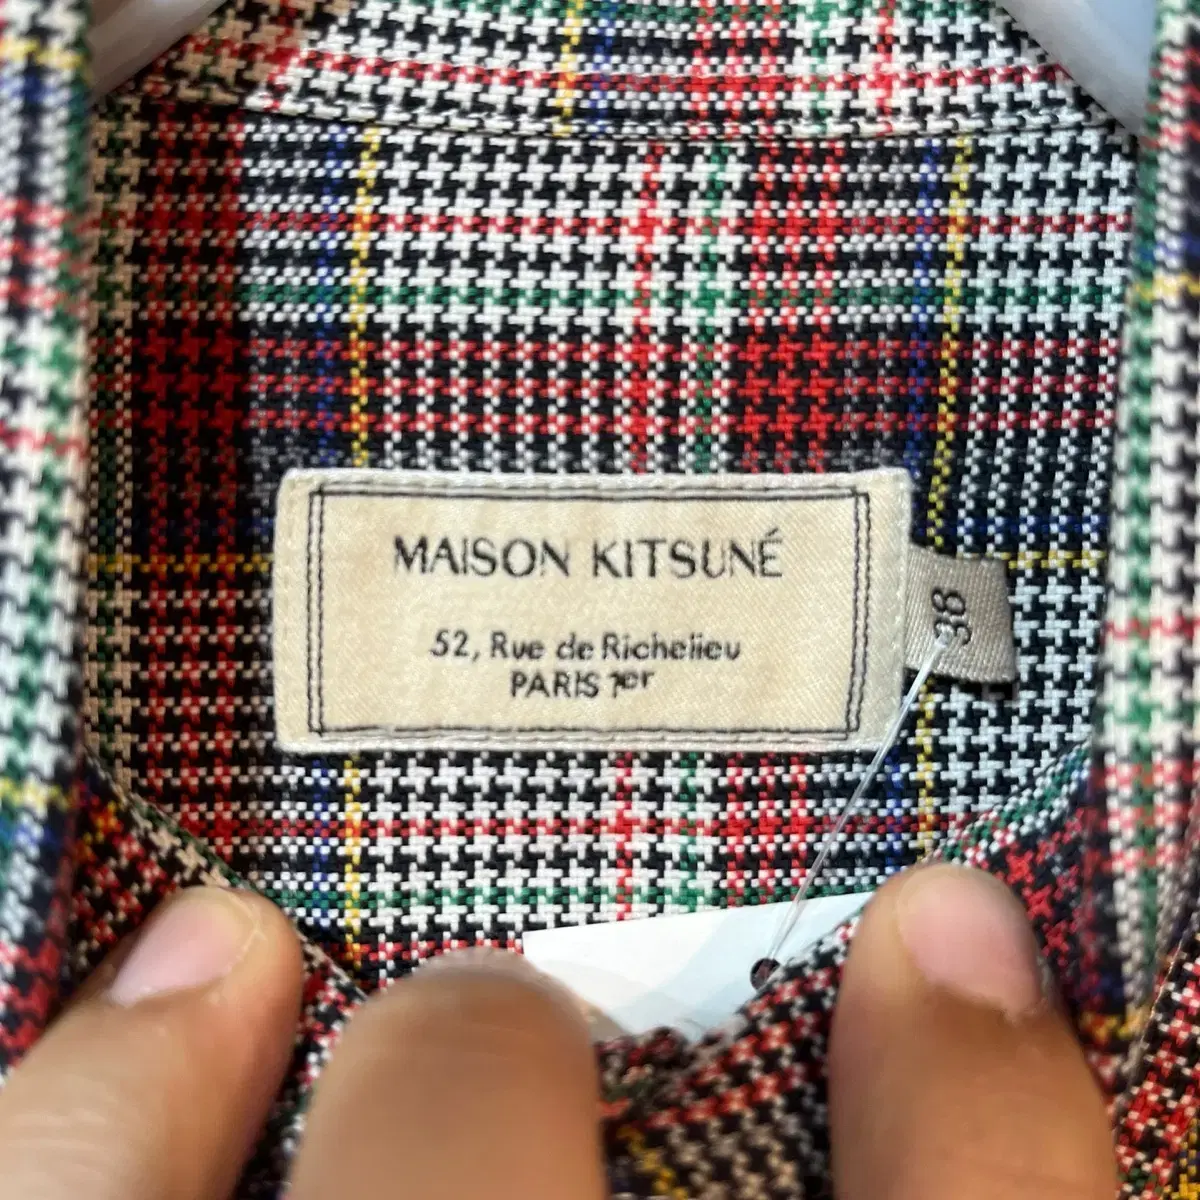 MAISON KITSUNÉ
52, Rue de Richelieu
PARIS 1er
38